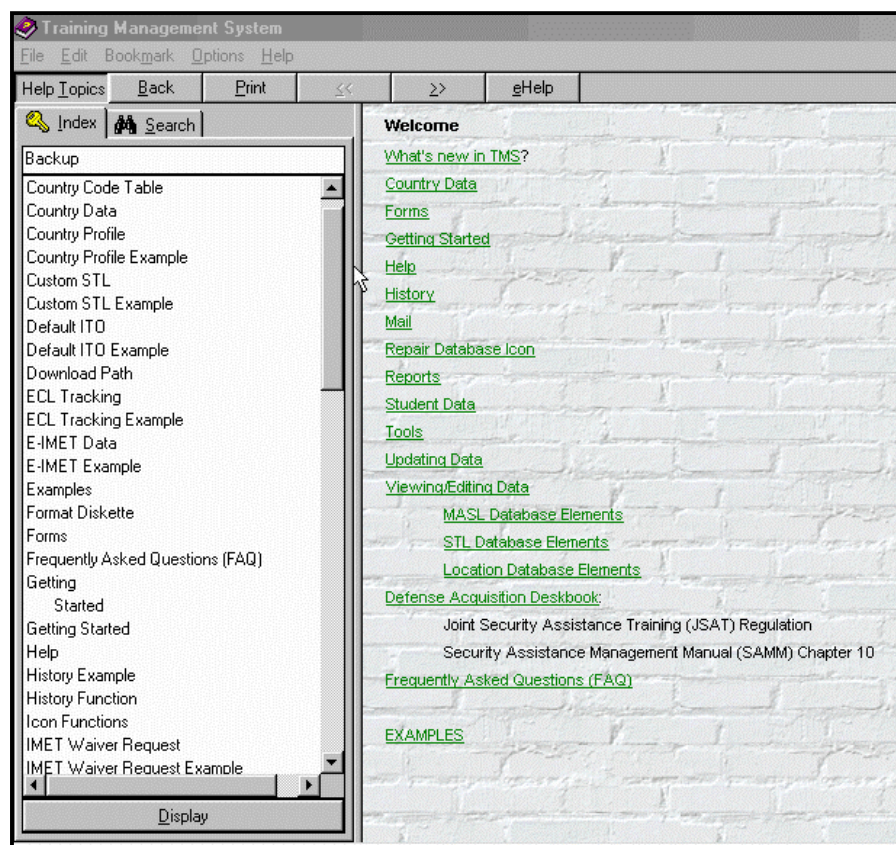 Training Management System
File Edit Bookmark Options Help
Help Topics Back Print << >> eHelp
Index Search
Backup
Country Code Table
Country Data
Country Profile
Country Profile Example
Custom STL
Custom STL Example
Default ITO
Default ITO Example
Download Path
ECL Tracking
ECL Tracking Example
E-IMET Data
E-IMET Example
Examples
Format Diskette
Forms
Frequently Asked Questions (FAQ)
Getting
Started
Getting Started
Help
History Example
History Function
Icon Functions
IMET Waiver Request
IMET Waiver Request Example
Display
Welcome
What's new in TMS?
Country Data
Forms
Getting Started
Help
History
Mail
Repair Database Icon
Reports
Student Data
Tools
Updating Data
Viewing/Editing Data
MASL Database Elements
STL Database Elements
Location Database Elements
Defense Acquisition Deskbook:
Joint Security Assistance Training (JSAT) Regulation
Security Assistance Management Manual (SAMM) Chapter 10
Frequently Asked Questions (FAQ)
EXAMPLES